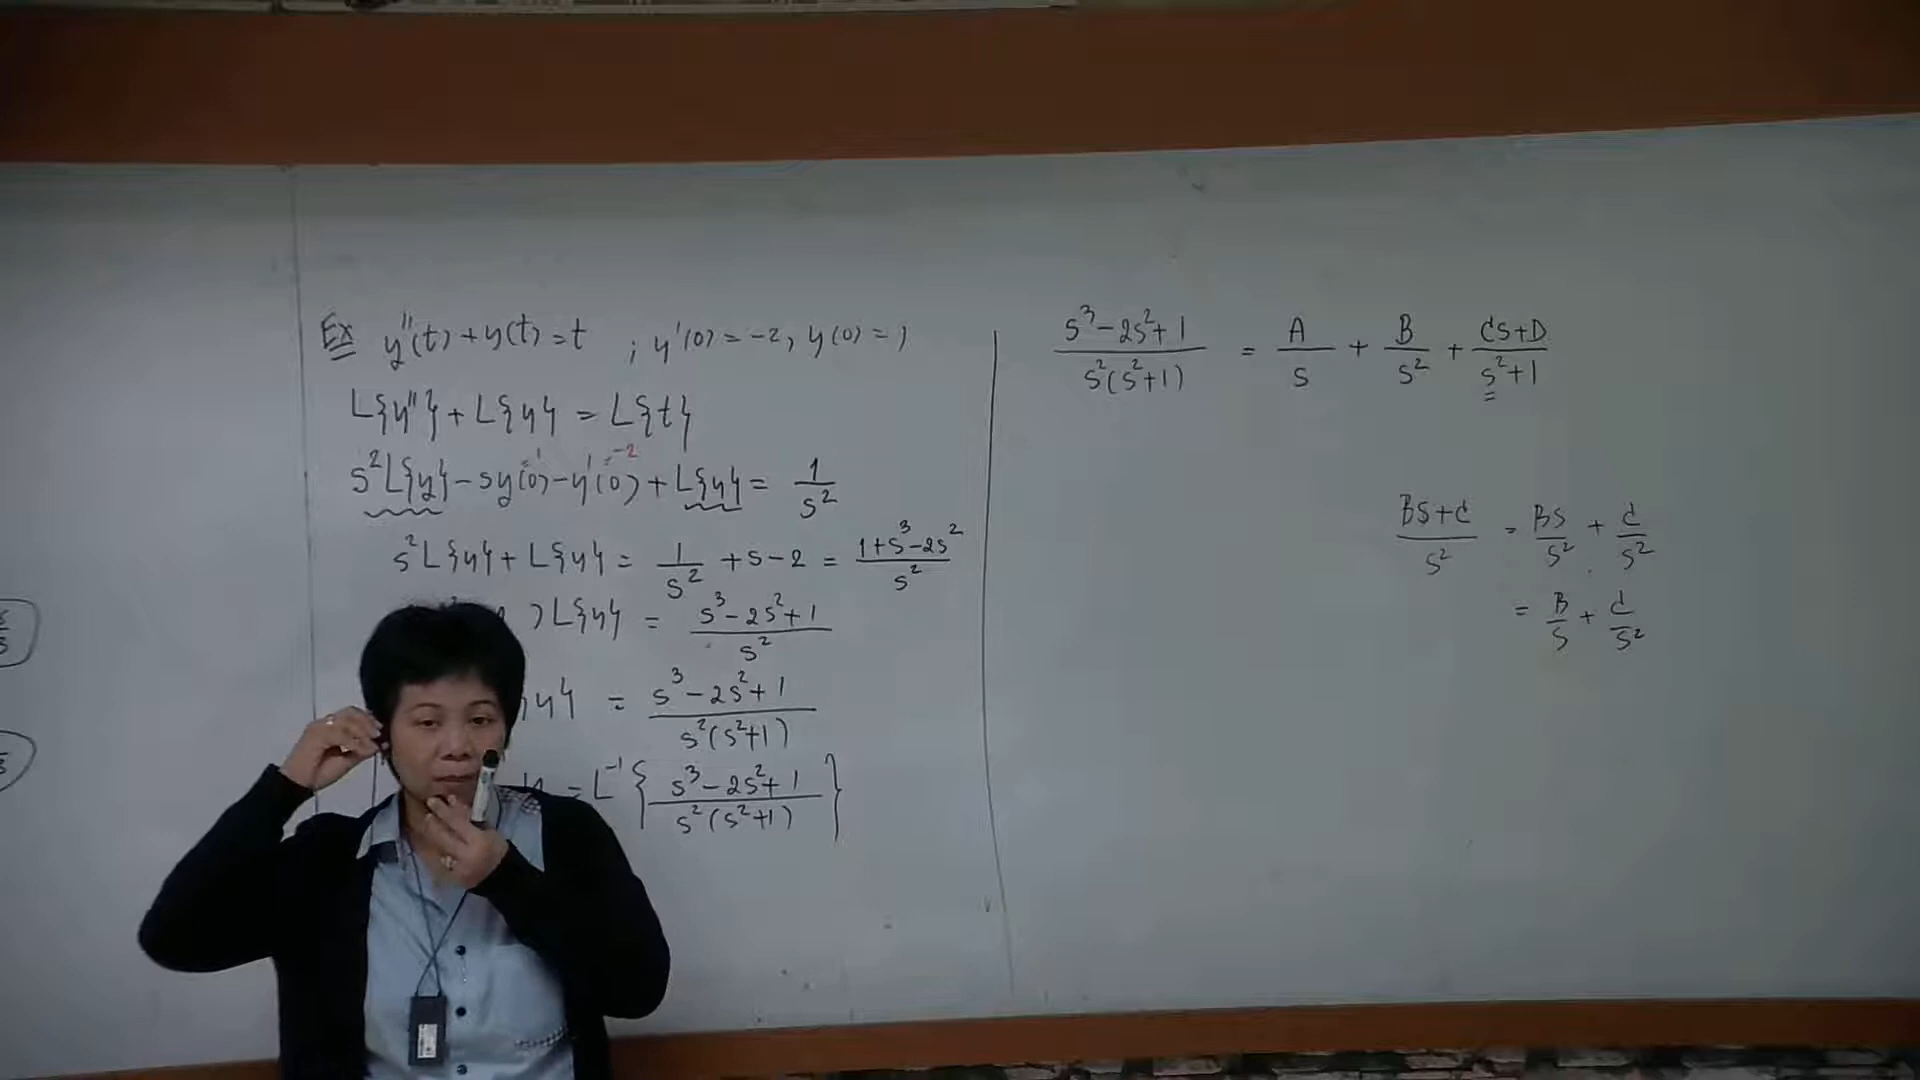 Ex y''(t) + y(t) = t ; y'(0) = -2, y(0) = 1
L{y''} + L{y} = L{t}
=1 =-2
s²L{y} - sy(0) - y'(0) + L{y} = 1/s²
s²L{y} + L{y} = 1/s² + s - 2 = (1+s³-2s²)/s²
)L{y} = (s³-2s²+1)/s²
y} = (s³-2s²+1)/(s²(s²+1))
= L⁻¹{(s³-2s²+1)/(s²(s²+1))}
(s³-2s²+1)/(s²(s²+1)) = A/s + B/s² + (Cs+D)/(s²+1)
(Bs+C)/s² = Bs/s² + C/s²
= B/s + C/s²